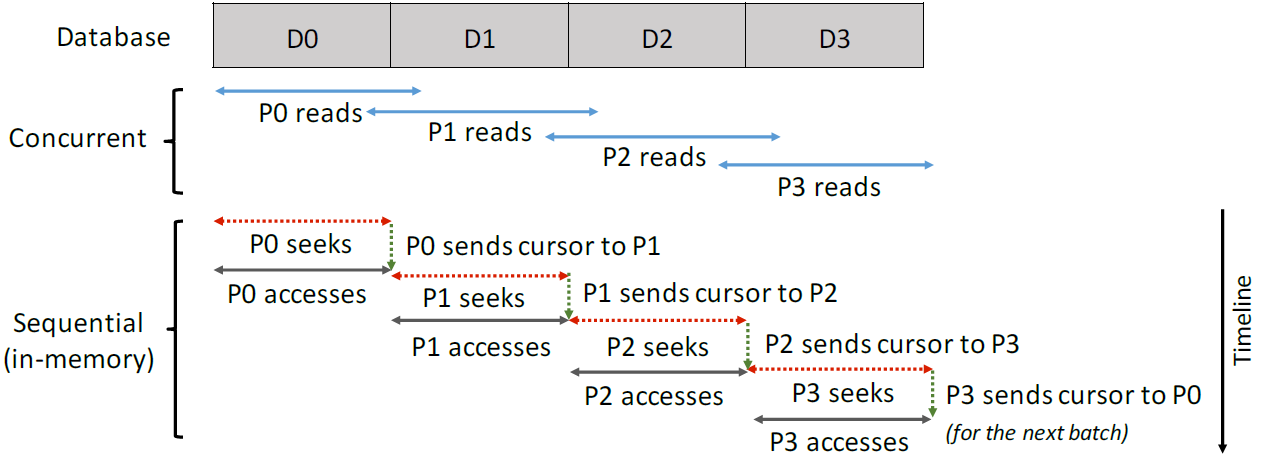 Database
D0
D1
D2
D3
Concurrent
P0 reads
P1 reads
P2 reads
P3 reads
Sequential
(in-memory)
P0 seeks
P0 sends cursor to P1
P0 accesses
P1 seeks
P1 sends cursor to P2
P1 accesses
P2 seeks
P2 sends cursor to P3
P2 accesses
P3 seeks
P3 sends cursor to P0
(for the next batch)
P3 accesses
Timeline